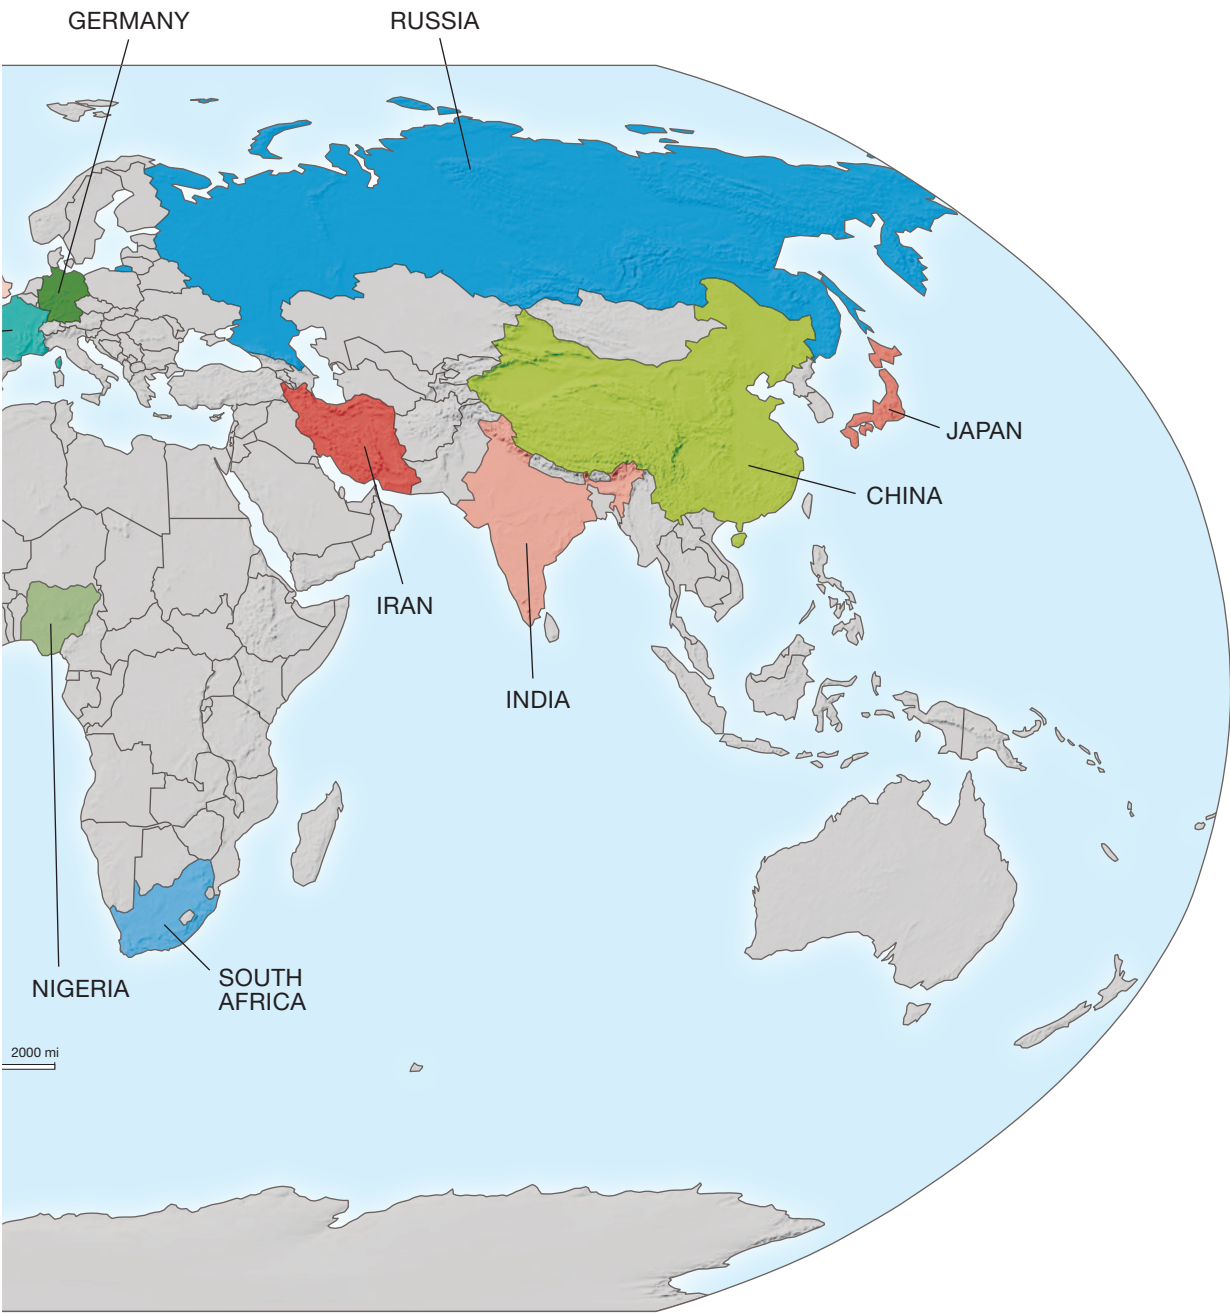 GERMANY
RUSSIA
JAPAN
CHINA
IRAN
INDIA
NIGERIA
SOUTH
AFRICA
2000 mi